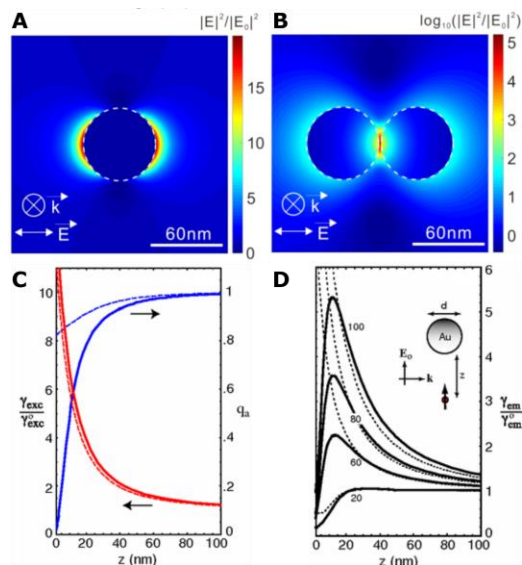 A
|E|²/|E₀|²
15
10
5
0
k
E
60nm
B
log₁₀(|E|²/|E₀|²)
5
4
3
2
1
0
k
E
60nm
C
10
8
6
4
2
0
γexc
γ°exc
1
.8
.6
.4
.2
0
qa
0 20 40 60 80 100
z (nm)
D
100
80
60
20
d
Au
z
E₀
k
6
5
4
3
2
1
0
γem
γ°em
0 20 40 60 80 100
z (nm)